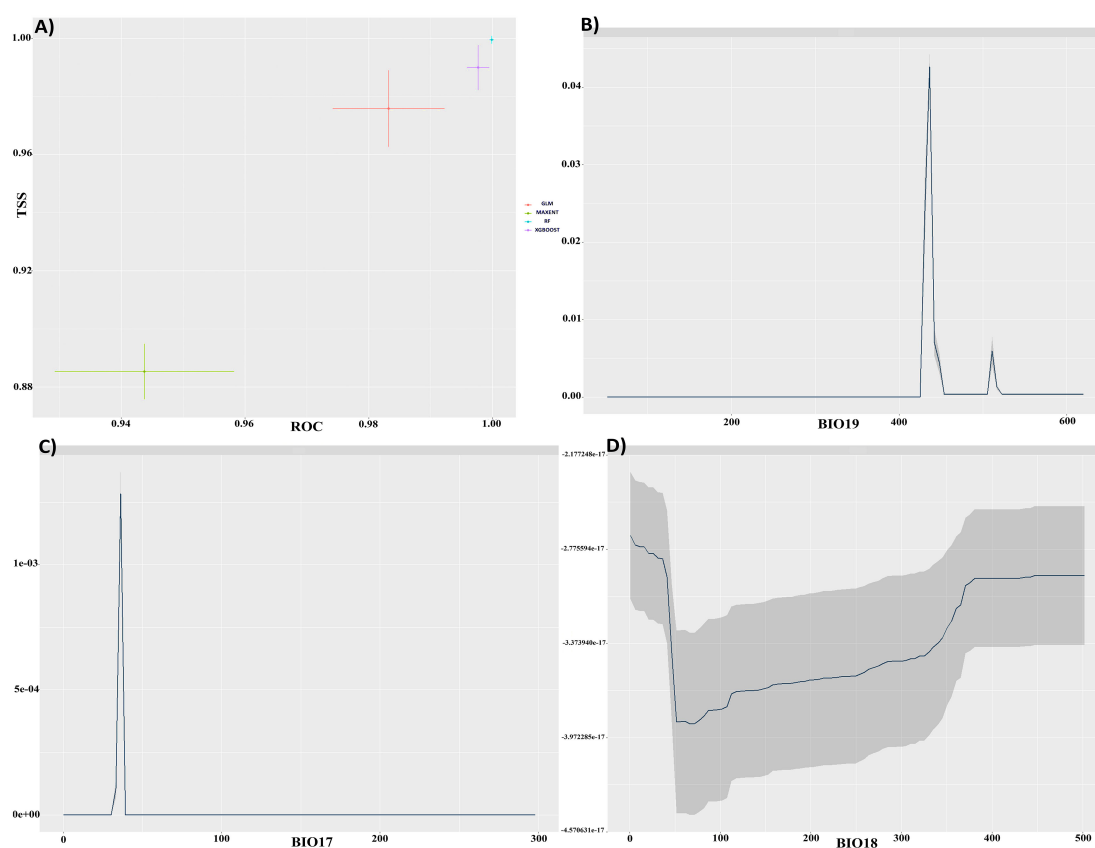 A)
1.00
0.96
TSS
0.92
0.88
0.94
0.96
ROC
0.98
1.00
GLM
MAXENT
RF
XGBOOST
B)
0.04
0.03
0.02
0.01
0.00
200
BIO19
400
600
C)
1e-03
5e-04
0e+00
0
100
BIO17
200
300
D)
-2.177248e-17
-2.775594e-17
-3.373940e-17
-3.972285e-17
-4.570631e-17
0
100
200
BIO18
300
400
500